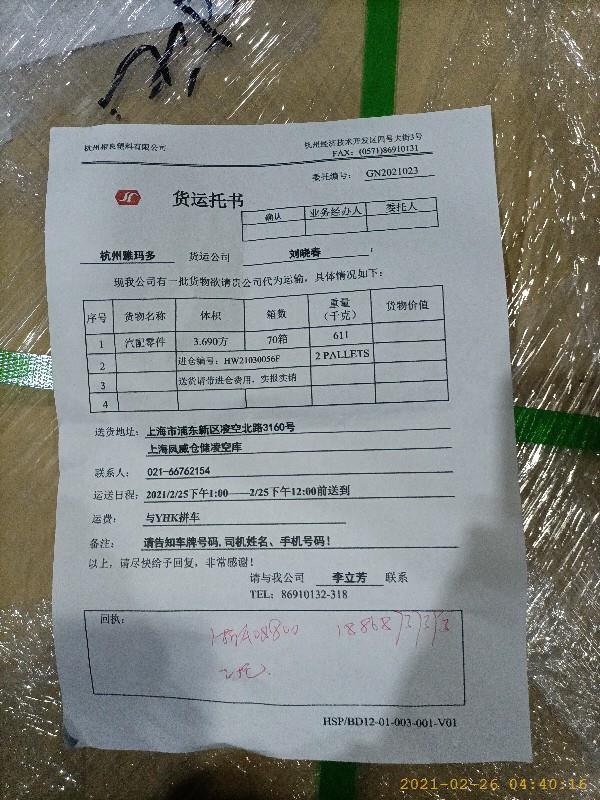 杭州裕良塑料有限公司
杭州经济技术开发区四号大街3号
FAX: (0571)86910131
委托编号: GN2021023
货运托书
确认 业务经办人 委托人
杭州雅玛多 货运公司 刘晓春
现我公司有一批货物欲请贵公司代为运输，具体情况如下：
序号 货物名称 体积 箱数 重量（千克） 货物价值
1 汽配零件 3.690方 70箱 611
2 进仓编号: HW21030056F 2 PALLETS
3 送货请带进仓费用，实报实销
4
送货地址: 上海市浦东新区凌空北路3160号
上海凤威仓储凌空库
联系人: 021-66762154
运送日程: 2021/2/25下午1:00——2/25下午12:00前送到
运费: 与YHK拼车
备注: 请告知车牌号码,司机姓名、手机号码！
以上，请尽快给予回复，非常感谢！
请与我公司 李立芳 联系
TEL: 86910132-318
回执:
HSP/BD12-01-003-001-V01
2021-02-26 04:40:16